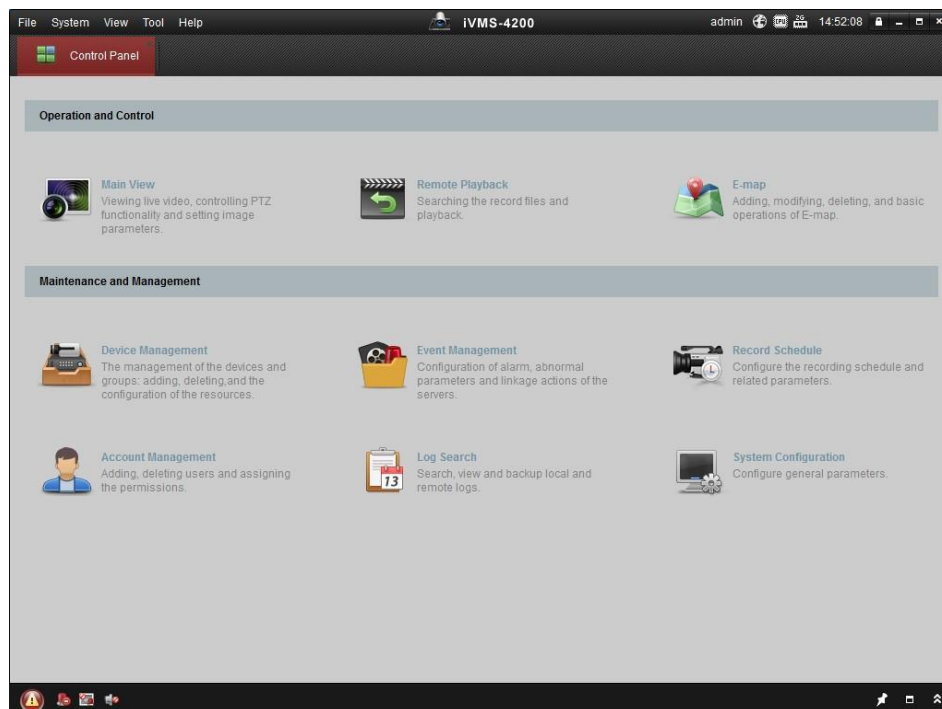 File System View Tool Help iVMS-4200 admin 14:52:08
Control Panel
Operation and Control
Main View
Viewing live video, controlling PTZ
functionality and setting image
parameters.
Remote Playback
Searching the record files and
playback.
E-map
Adding, modifying, deleting, and basic
operations of E-map.
Maintenance and Management
Device Management
The management of the devices and
groups: adding, deleting,and the
configuration of the resources.
Event Management
Configuration of alarm, abnormal
parameters and linkage actions of the
servers.
Record Schedule
Configure the recording schedule and
related parameters.
Account Management
Adding, deleting users and assigning
the permissions.
13
Log Search
Search, view and backup local and
remote logs.
System Configuration
Configure general parameters.